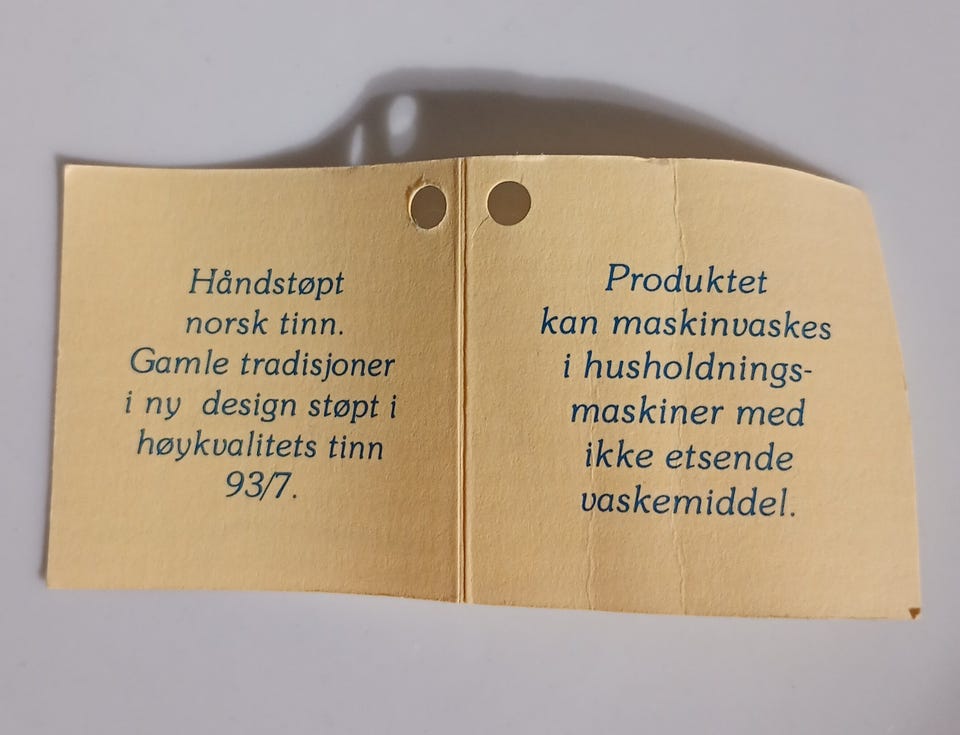 Håndstøpt
norsk tinn.
Gamle tradisjoner
i ny design støpt i
høykvalitets tinn
93/7.
Produktet
kan maskinvaskes
i husholdnings-
maskiner med
ikke etsende
vaskemiddel.